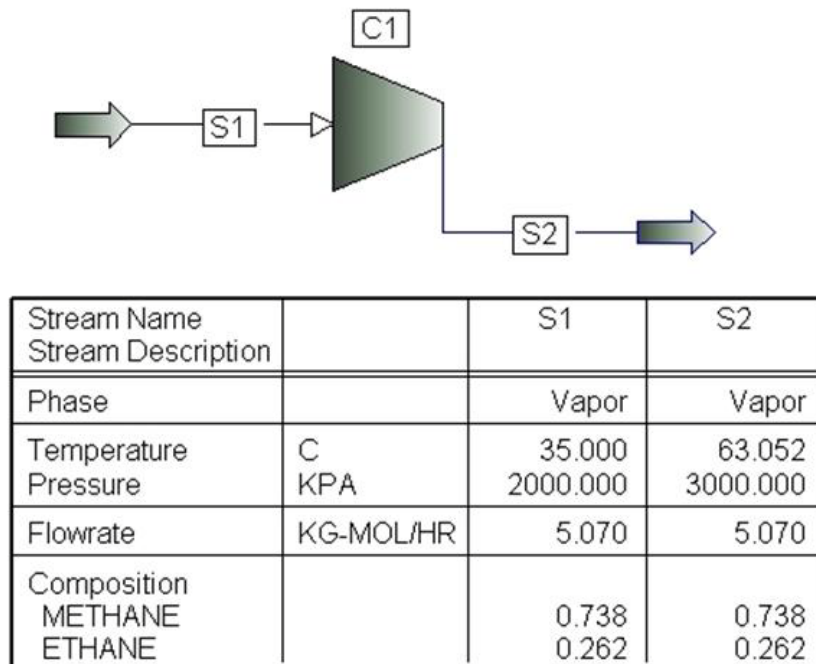 C1
S1
S2
Stream Name S1 S2
Stream Description
Phase Vapor Vapor
Temperature C 35.000 63.052
Pressure KPA 2000.000 3000.000
Flowrate KG-MOL/HR 5.070 5.070
Composition
METHANE 0.738 0.738
ETHANE 0.262 0.262